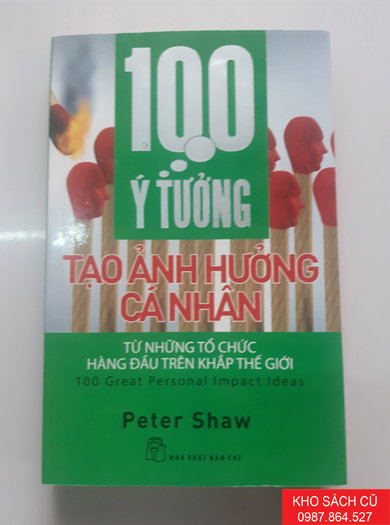 100
Ý TƯỞNG
TẠO ẢNH HƯỞNG
CÁ NHÂN
TỪ NHỮNG TỔ CHỨC
HÀNG ĐẦU TRÊN KHẮP THẾ GIỚI
100 Great Personal Impact Ideas
Peter Shaw
NHÀ XUẤT BẢN TRẺ
KHO SÁCH CŨ
0987.864.527